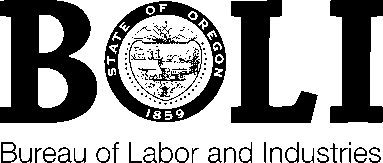 BOLI
STATE OF OREGON
1859
Bureau of Labor and Industries